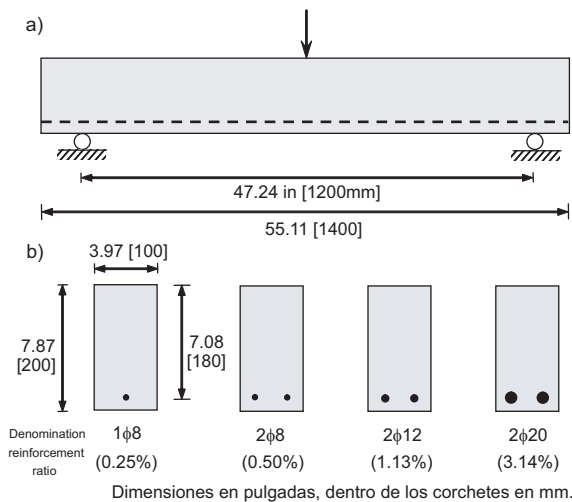 a)
47.24 in [1200mm]
55.11 [1400]
b)
3.97 [100]
7.87
[200]
7.08
[180]
Denomination
reinforcement
ratio
1ϕ8
(0.25%)
2ϕ8
(0.50%)
2ϕ12
(1.13%)
2ϕ20
(3.14%)
Dimensiones en pulgadas, dentro de los corchetes en mm.